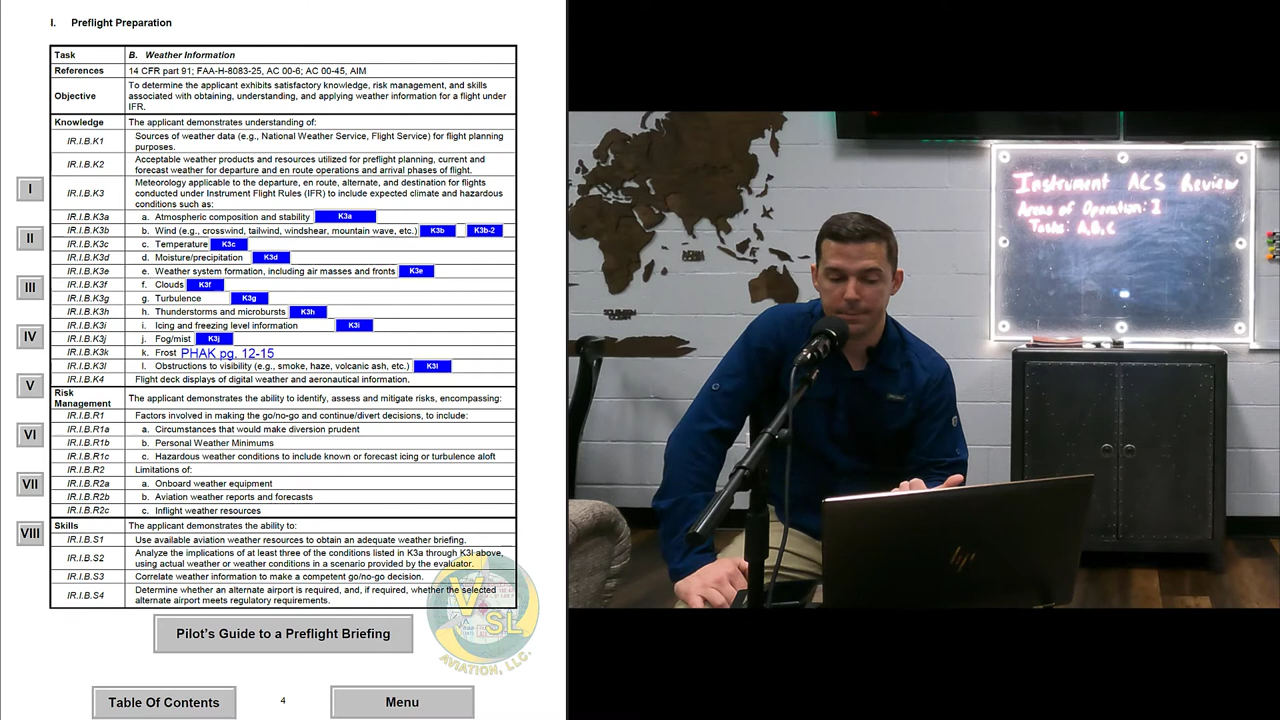 I. Preflight Preparation
Task B. Weather Information
References 14 CFR part 91; FAA-H-8083-25, AC 00-6; AC 00-45, AIM
Objective To determine the applicant exhibits satisfactory knowledge, risk management, and skills
associated with obtaining, understanding, and applying weather information for a flight under
IFR.
Knowledge The applicant demonstrates understanding of:
IR.I.B.K1 Sources of weather data (e.g., National Weather Service, Flight Service) for flight planning
purposes.
IR.I.B.K2 Acceptable weather products and resources utilized for preflight planning, current and
forecast weather for departure and en route operations and arrival phases of flight.
I
IR.I.B.K3 Meteorology applicable to the departure, en route, alternate, and destination for flights
conducted under Instrument Flight Rules (IFR) to include expected climate and hazardous
conditions such as:
IR.I.B.K3a a. Atmospheric composition and stability K3a
IR.I.B.K3b b. Wind (e.g., crosswind, tailwind, windshear, mountain wave, etc.) K3b K3b-2
II
IR.I.B.K3c c. Temperature K3c
IR.I.B.K3d d. Moisture/precipitation K3d
IR.I.B.K3e e. Weather system formation, including air masses and fronts K3e
IR.I.B.K3f f. Clouds K3f
III
IR.I.B.K3g g. Turbulence K3g
IR.I.B.K3h h. Thunderstorms and microbursts K3h
IR.I.B.K3i i. Icing and freezing level information K3i
IV
IR.I.B.K3j j. Fog/mist K3j
IR.I.B.K3k k. Frost PHAK pg, 12-15
IR.I.B.K3l l. Obstructions to visibility (e.g., smoke, haze, volcanic ash, etc.) K3l
IR.I.B.K4 Flight deck displays of digital weather and aeronautical information.
V
Risk
Management The applicant demonstrates the ability to identify, assess and mitigate risks, encompassing:
IR.I.B.R1 Factors involved in making the go/no-go and continue/divert decisions, to include:
IR.I.B.R1a a. Circumstances that would make diversion prudent
VI
IR.I.B.R1b b. Personal Weather Minimums
IR.I.B.R1c c. Hazardous weather conditions to include known or forecast icing or turbulence aloft
IR.I.B.R2 Limitations of:
IR.I.B.R2a a. Onboard weather equipment
VII
IR.I.B.R2b b. Aviation weather reports and forecasts
IR.I.B.R2c c. Inflight weather resources
Skills The applicant demonstrates the ability to:
VIII
IR.I.B.S1 Use available aviation weather resources to obtain an adequate weather briefing.
IR.I.B.S2 Analyze the implications of at least three of the conditions listed in K3a through K3l above,
using actual weather or weather conditions in a scenario provided by the evaluator.
IR.I.B.S3 Correlate weather information to make a competent go/no-go decision.
IR.I.B.S4 Determine whether an alternate airport is required, and, if required, whether the selected
alternate airport meets regulatory requirements.
VSL
AVIATION, LLC.
Pilot's Guide to a Preflight Briefing
Table Of Contents
4
Menu
Instrument ACS Review
Areas of Operation: I
Tasks: A,B,C
SOUTHERN
OCEAN
hp